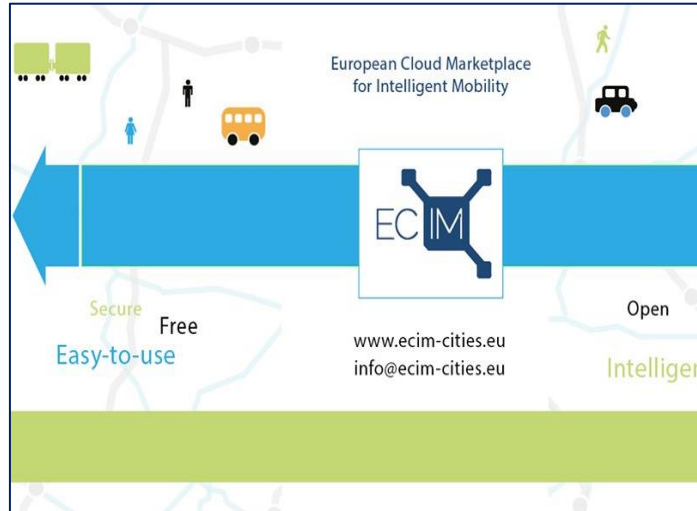 European Cloud Marketplace
for Intelligent Mobility
ECIM
Secure
Free
Easy-to-use
www.ecim-cities.eu
info@ecim-cities.eu
Open
Intelligen